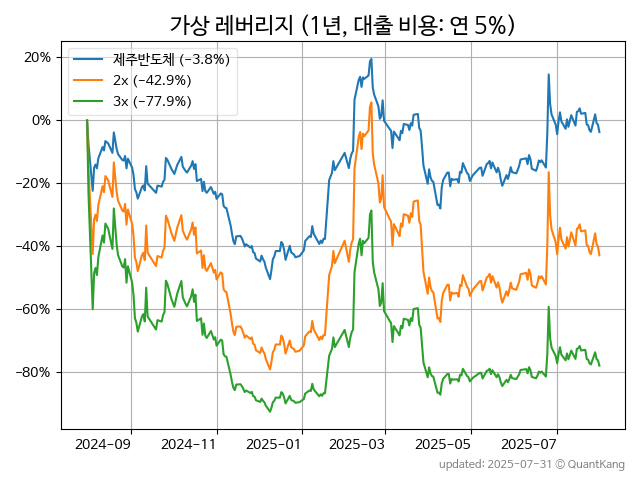 가상 레버리지 (1년, 대출 비용: 연 5%)
제주반도체 (−3.8%)
2x (−42.9%)
3x (−77.9%)
20%
0%
−20%
−40%
−60%
−80%
2024-09 2024-11 2025-01 2025-03 2025-05 2025-07
updated: 2025-07-31 © QuantKang